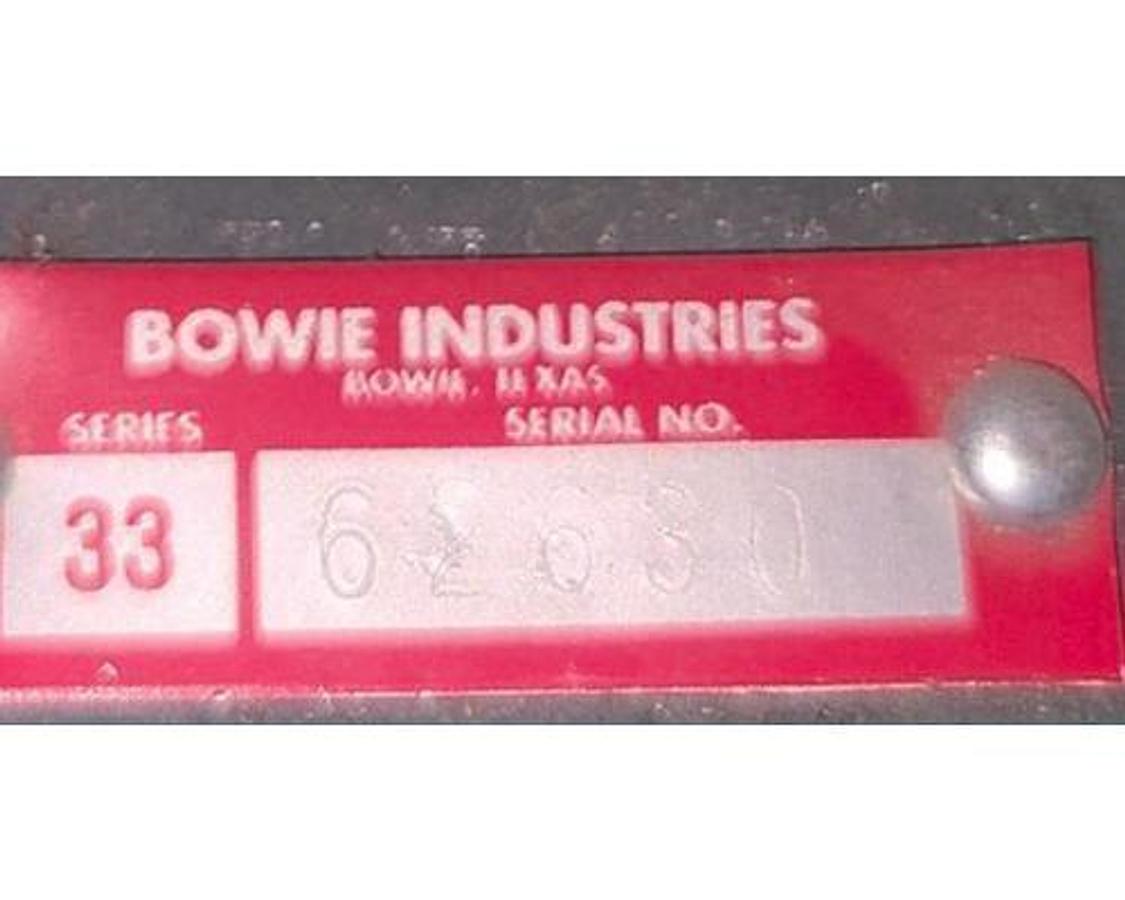 BOWIE INDUSTRIES
BOWIE, TEXAS
SERIES SERIAL NO.
33 62630